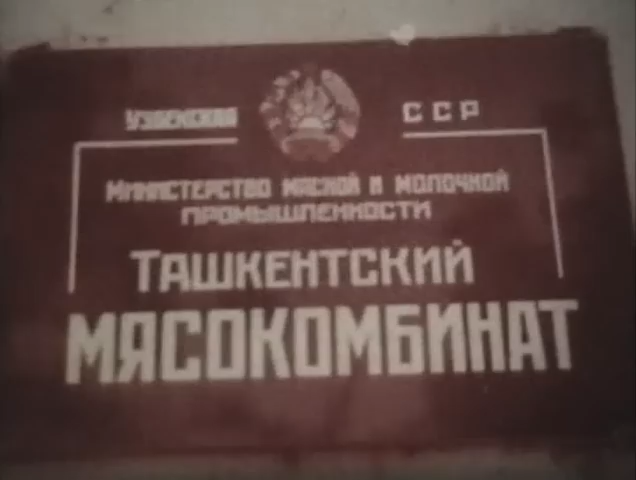 Узбекская ССР
Министерство мясной и молочной
промышленности
Ташкентский
мясокомбинат